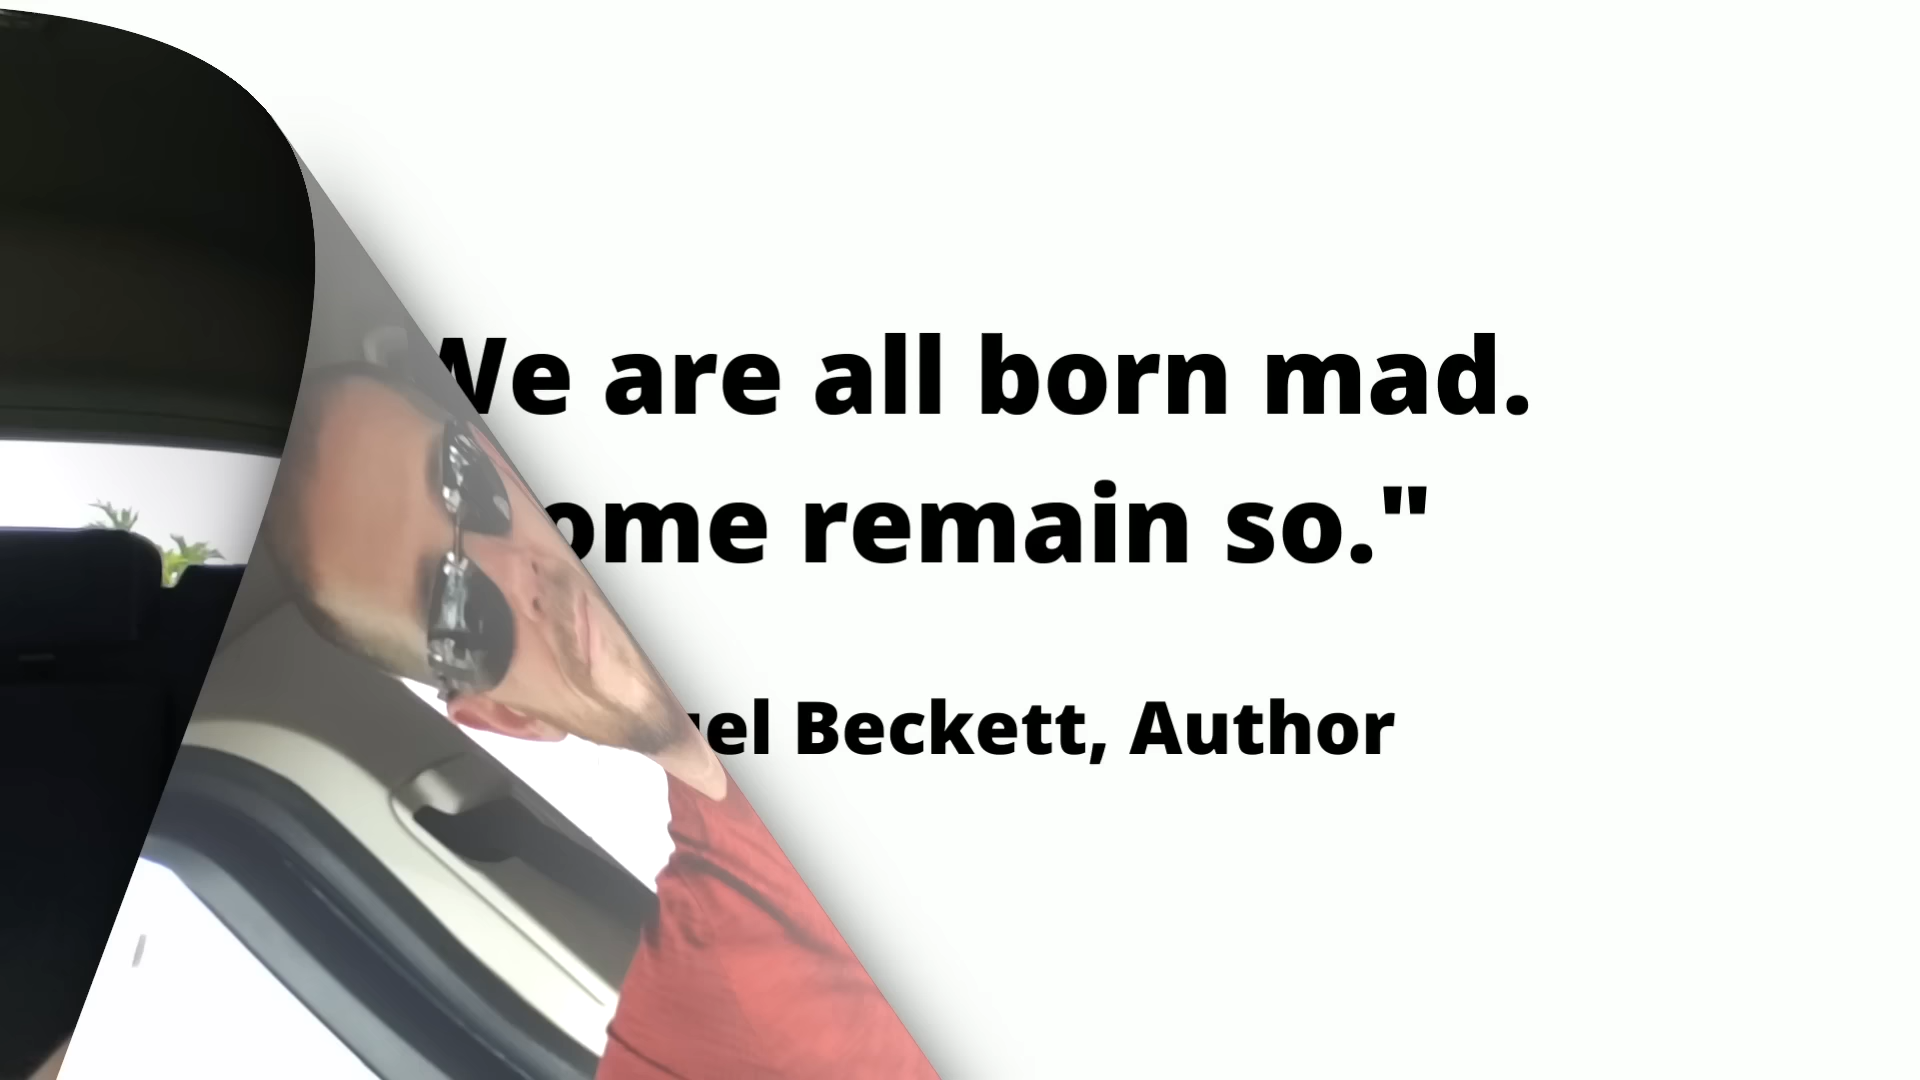 We are all born mad.
ome remain so."
el Beckett, Author